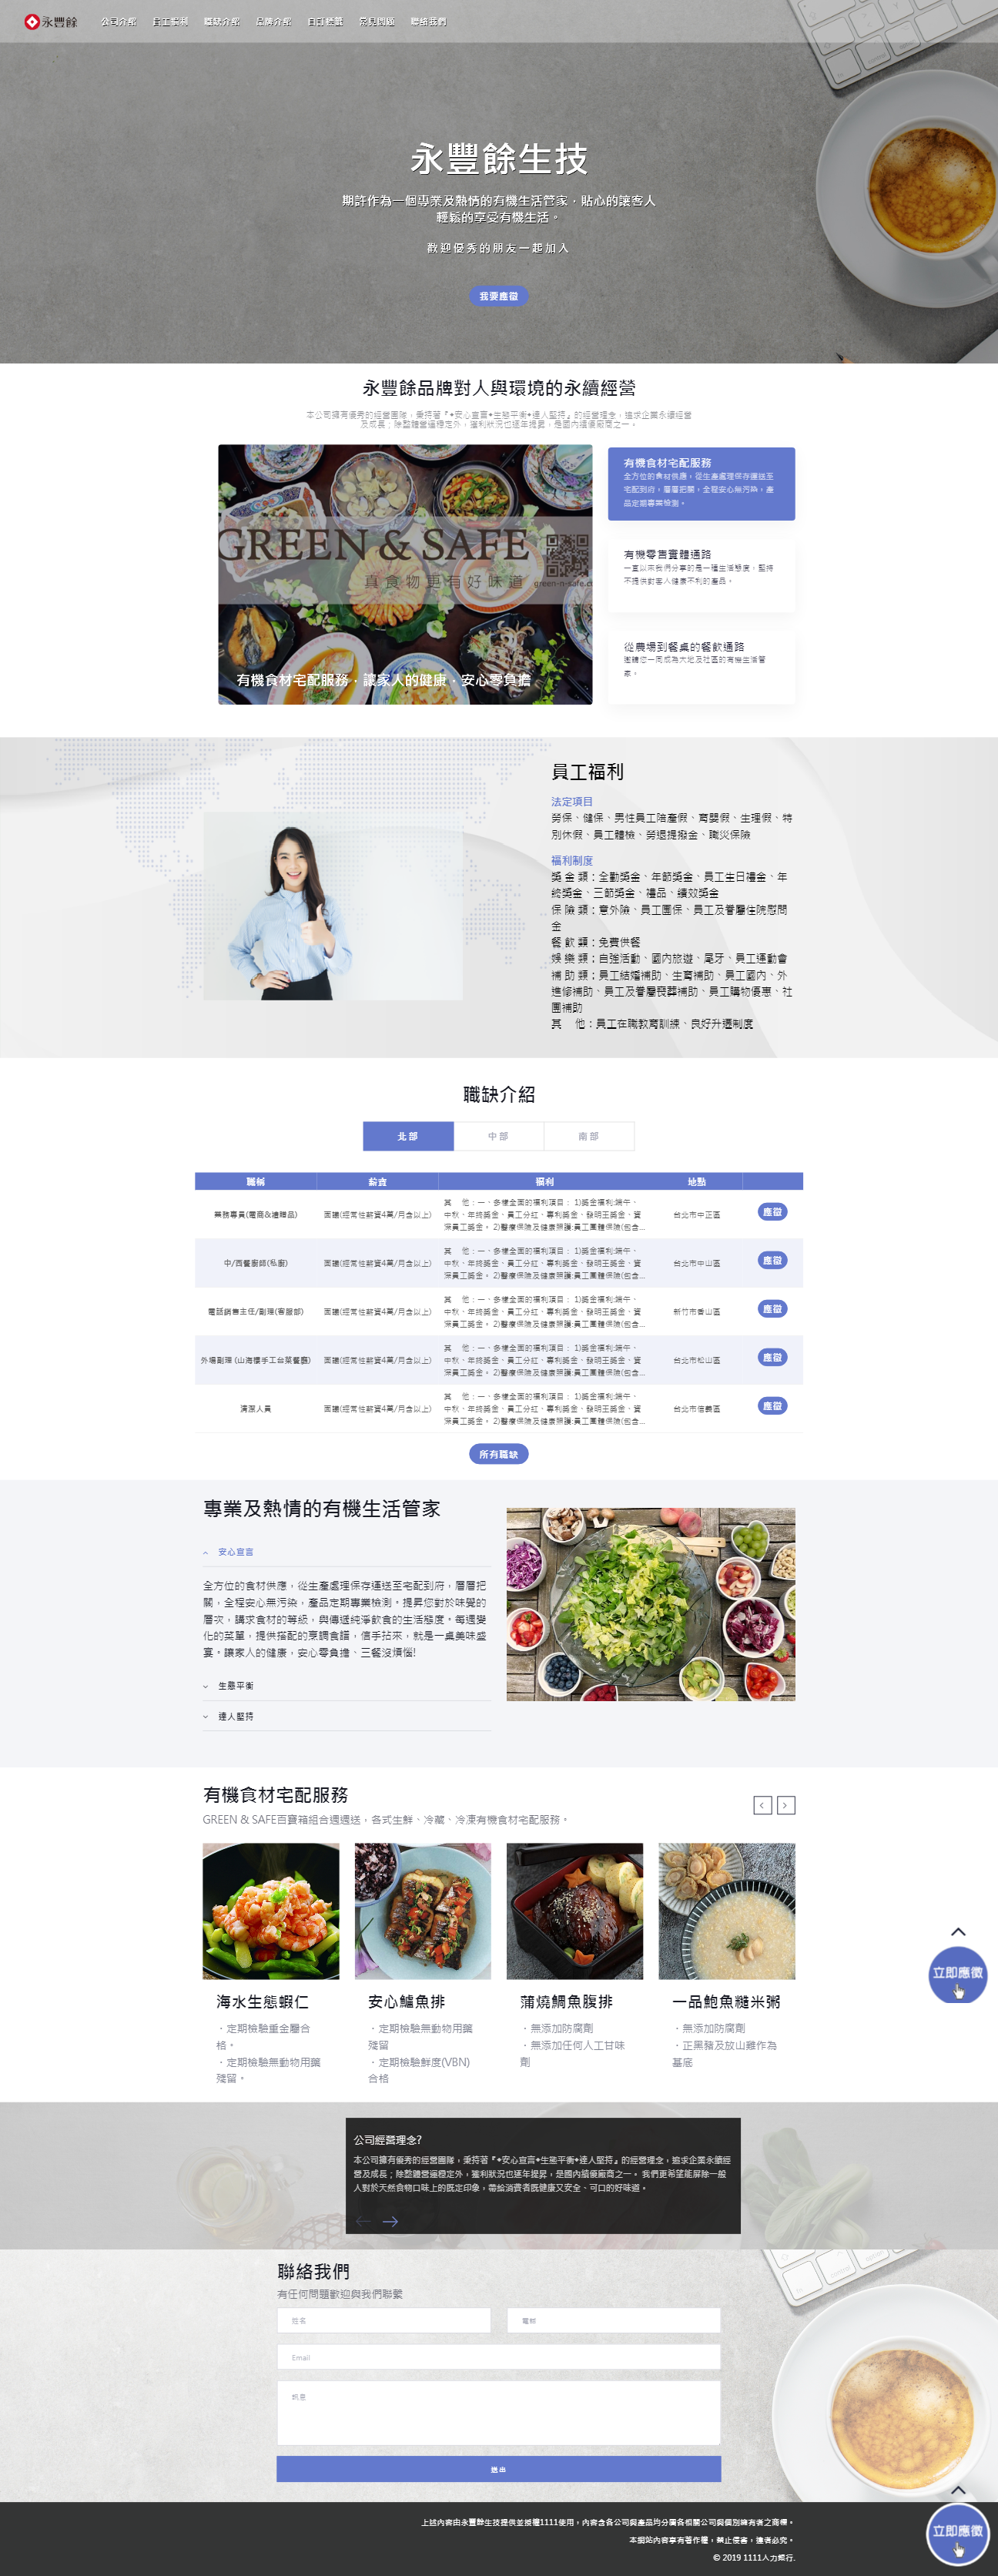 永豐餘 公司介紹 員工福利 職缺介紹 品牌介紹 常見問題 聯絡我們
永豐餘生技
期許作為一個專業及熱情的有機生活管家，貼心的讓客人
輕鬆的享受有機生活。
歡迎優秀的朋友一起加入
我要應徵
永豐餘品牌對人與環境的永續經營
本公司擁有優秀的經營團隊，秉持著『+安心宣言+生態平衡+達人堅持』的經營理念，追求企業永續經營
及成長；除整體營運穩定外，獲利狀況也逐年提昇，是國內績優廠商之一。
GREEN & SAFE
真食物更有好味道
有機食材宅配服務，讓家人的健康，安心零負擔
有機食材宅配服務
全方位的食材供應，從生產處理保存運送至
宅配到府，層層把關，全程安心無污染，產
品定期專業檢測。
有機零售實體通路
一直以來我們分享的是一種生活態度，堅持
不提供對客人健康不利的產品。
從農場到餐桌的餐飲通路
邀請您一同成為大地及社區的有機生活管
家。
員工福利
法定項目
勞保、健保、男性員工陪產假、育嬰假、生理假、特
別休假、員工體檢、勞退提撥金、職災保險
福利制度
獎 金 類：全勤獎金、年節獎金、員工生日禮金、年
終獎金、三節獎金、禮品、績效獎金
保 險 類：意外險、員工團保、員工及眷屬住院慰問
金
餐 飲 類：免費供餐
娛 樂 類：自強活動、國內旅遊、尾牙、員工運動會
補 助 類：員工結婚補助、生育補助、員工國內、外
進修補助、員工及眷屬喪葬補助、員工購物優惠、社
團補助
其　 他：員工在職教育訓練、良好升遷制度
職缺介紹
北部 中部 南部
職稱 薪資 福利 地點
業務專員(電商&禮贈品) 面議(經常性薪資4萬/月含以上) 其　 他：一、多樣全面的福利項目： 1)獎金福利:端午、
中秋、年終獎金、員工分紅、專利獎金、發明王獎金、資
深員工獎金。 2)醫療保險及健康照護:員工團體保險(包含... 台北市中正區 應徵
中/西餐廚師(私廚) 面議(經常性薪資4萬/月含以上) 其　 他：一、多樣全面的福利項目： 1)獎金福利:端午、
中秋、年終獎金、員工分紅、專利獎金、發明王獎金、資
深員工獎金。 2)醫療保險及健康照護:員工團體保險(包含... 台北市中山區 應徵
電話銷售主任/副理(客服部) 面議(經常性薪資4萬/月含以上) 其　 他：一、多樣全面的福利項目： 1)獎金福利:端午、
中秋、年終獎金、員工分紅、專利獎金、發明王獎金、資
深員工獎金。 2)醫療保險及健康照護:員工團體保險(包含... 新竹市香山區 應徵
外場副理 (山海樓手工台菜餐廳) 面議(經常性薪資4萬/月含以上) 其　 他：一、多樣全面的福利項目： 1)獎金福利:端午、
中秋、年終獎金、員工分紅、專利獎金、發明王獎金、資
深員工獎金。 2)醫療保險及健康照護:員工團體保險(包含... 台北市松山區 應徵
清潔人員 面議(經常性薪資4萬/月含以上) 其　 他：一、多樣全面的福利項目： 1)獎金福利:端午、
中秋、年終獎金、員工分紅、專利獎金、發明王獎金、資
深員工獎金。 2)醫療保險及健康照護:員工團體保險(包含... 台北市信義區 應徵
所有職缺
專業及熱情的有機生活管家
安心宣言
全方位的食材供應，從生產處理保存運送至宅配到府，層層把
關，全程安心無污染，產品定期專業檢測。提昇您對於味覺的
層次，講求食材的等級，與傳遞純淨飲食的生活態度。每週變
化的菜單，提供搭配的烹調食譜，信手拈來，就是一桌美味盛
宴。讓家人的健康，安心零負擔、三餐沒煩惱!
生態平衡
達人堅持
有機食材宅配服務
GREEN & SAFE百寶箱組合週週送，各式生鮮、冷藏、冷凍有機食材宅配服務。
海水生態蝦仁
・定期檢驗重金屬合
格。
・定期檢驗無動物用藥
殘留。
安心鱸魚排
・定期檢驗無動物用藥
殘留
・定期檢驗鮮度(VBN)
合格
蒲燒鯛魚腹排
・無添加防腐劑
・無添加任何人工甘味
劑
一品鮑魚糙米粥
・無添加防腐劑
・正黑豬及放山雞作為
基底
立即應徵
公司經營理念?
本公司擁有優秀的經營團隊，秉持著『+安心宣言+生態平衡+達人堅持』的經營理念，追求企業永續經
營及成長；除整體營運穩定外，獲利狀況也逐年提昇，是國內績優廠商之一。 我們更希望能屏除一般
人對於天然食物口味上的既定印象，帶給消費者既健康又安全、可口的好味道。
聯絡我們
有任何問題歡迎與我們聯繫
姓名
電話
Email
訊息
送出
上述內容由永豐餘生技提供並授權1111使用，內容含各公司與產品均分屬各相關公司與個別擁有者之商標。
本網站內容享有著作權，禁止侵害，違者必究。
© 2019 1111人力銀行.
立即應徵